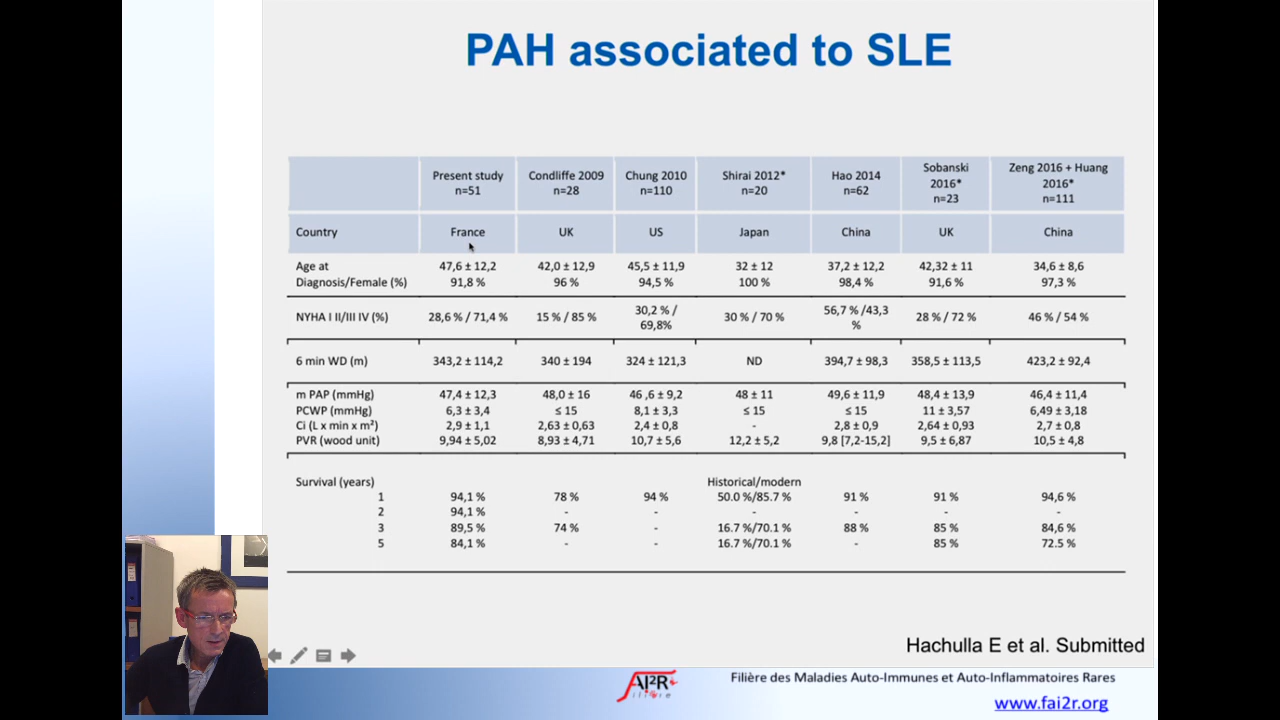 PAH associated to SLE
Present study n=51 Condliffe 2009 n=28 Chung 2010 n=110 Shirai 2012* n=20 Hao 2014 n=62 Sobanski 2016* n=23 Zeng 2016 + Huang 2016* n=111
Country France UK US Japan China UK China
Age at 47,6 ± 12,2 42,0 ± 12,9 45,5 ± 11,9 32 ± 12 37,2 ± 12,2 42,32 ± 11 34,6 ± 8,6
Diagnosis/Female (%) 91,8 % 96 % 94,5 % 100 % 98,4 % 91,6 % 97,3 %
NYHA I II/III IV (%) 28,6 % / 71,4 % 15 % / 85 % 30,2 % / 69,8% 30 % / 70 % 56,7 % /43,3 % 28 % / 72 % 46 % / 54 %
6 min WD (m) 343,2 ± 114,2 340 ± 194 324 ± 121,3 ND 394,7 ± 98,3 358,5 ± 113,5 423,2 ± 92,4
m PAP (mmHg) 47,4 ± 12,3 48,0 ± 16 46 ,6 ± 9,2 48 ± 11 49,6 ± 11,9 48,4 ± 13,9 46,4 ± 11,4
PCWP (mmHg) 6,3 ± 3,4 ≤ 15 8,1 ± 3,3 ≤ 15 ≤ 15 11 ± 3,57 6,49 ± 3,18
Ci (L x min x m²) 2,9 ± 1,1 2,63 ± 0,63 2,4 ± 0,8 - 2,8 ± 0,9 2,64 ± 0,93 2,7 ± 0,8
PVR (wood unit) 9,94 ± 5,02 8,93 ± 4,71 10,7 ± 5,6 12,2 ± 5,2 9,8 [7,2-15,2] 9,5 ± 6,87 10,5 ± 4,8
Survival (years) Historical/modern
1 94,1 % 78 % 94 % 50.0 %/85.7 % 91 % 91 % 94,6 %
2 94,1 % - - - - - -
3 89,5 % 74 % - 16.7 %/70.1 % 88 % 85 % 84,6 %
5 84,1 % - - 16.7 %/70.1 % - 85 % 72.5 %
Hachulla E et al. Submitted
FAI²R
filière
Filière des Maladies Auto-Immunes et Auto-Inflammatoires Rares
www.fai2r.org